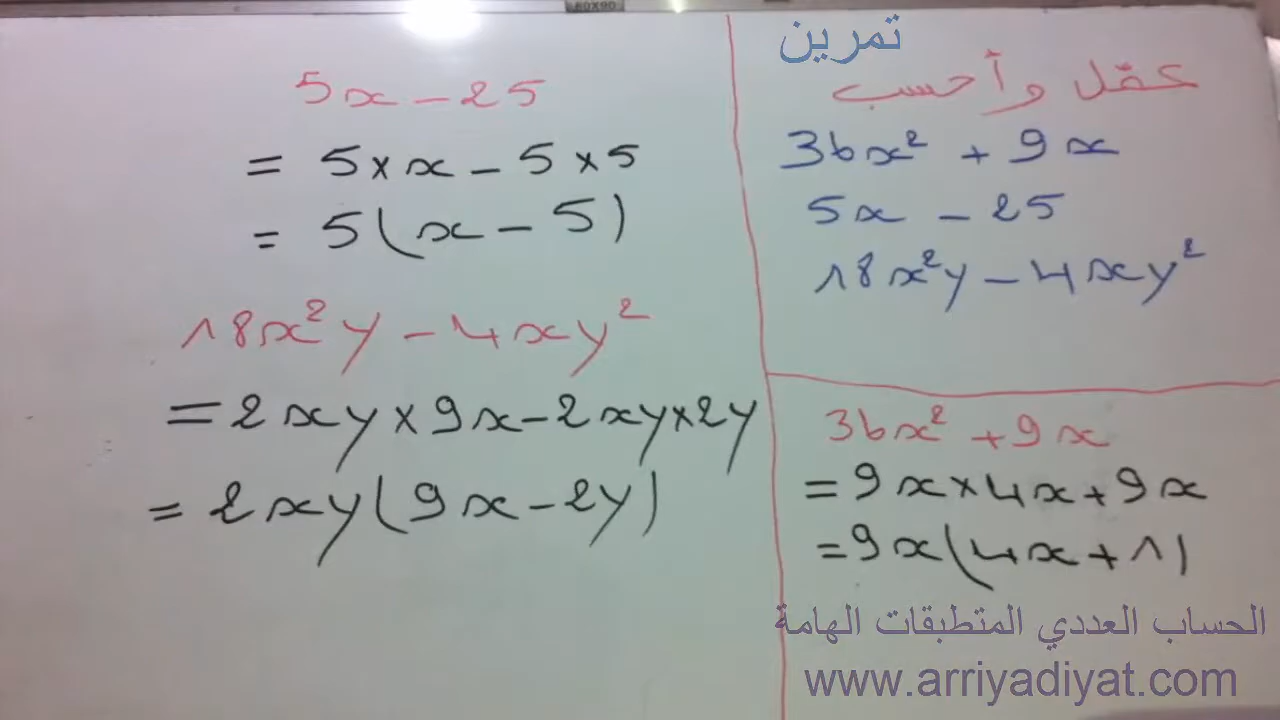 تمرين
عمّل وأحسب
36x² + 9x
5x - 25
18x²y - 4xy²
36x² + 9x
= 9x × 4x + 9x
= 9x(4x + 1)
5x - 25
= 5 × x - 5 × 5
= 5(x - 5)
18x²y - 4xy²
= 2xy × 9x - 2xy × 2y
= 2xy(9x - 2y)
الحساب العددي المتطبقات الهامة
www.arriyadiyat.com
60X90